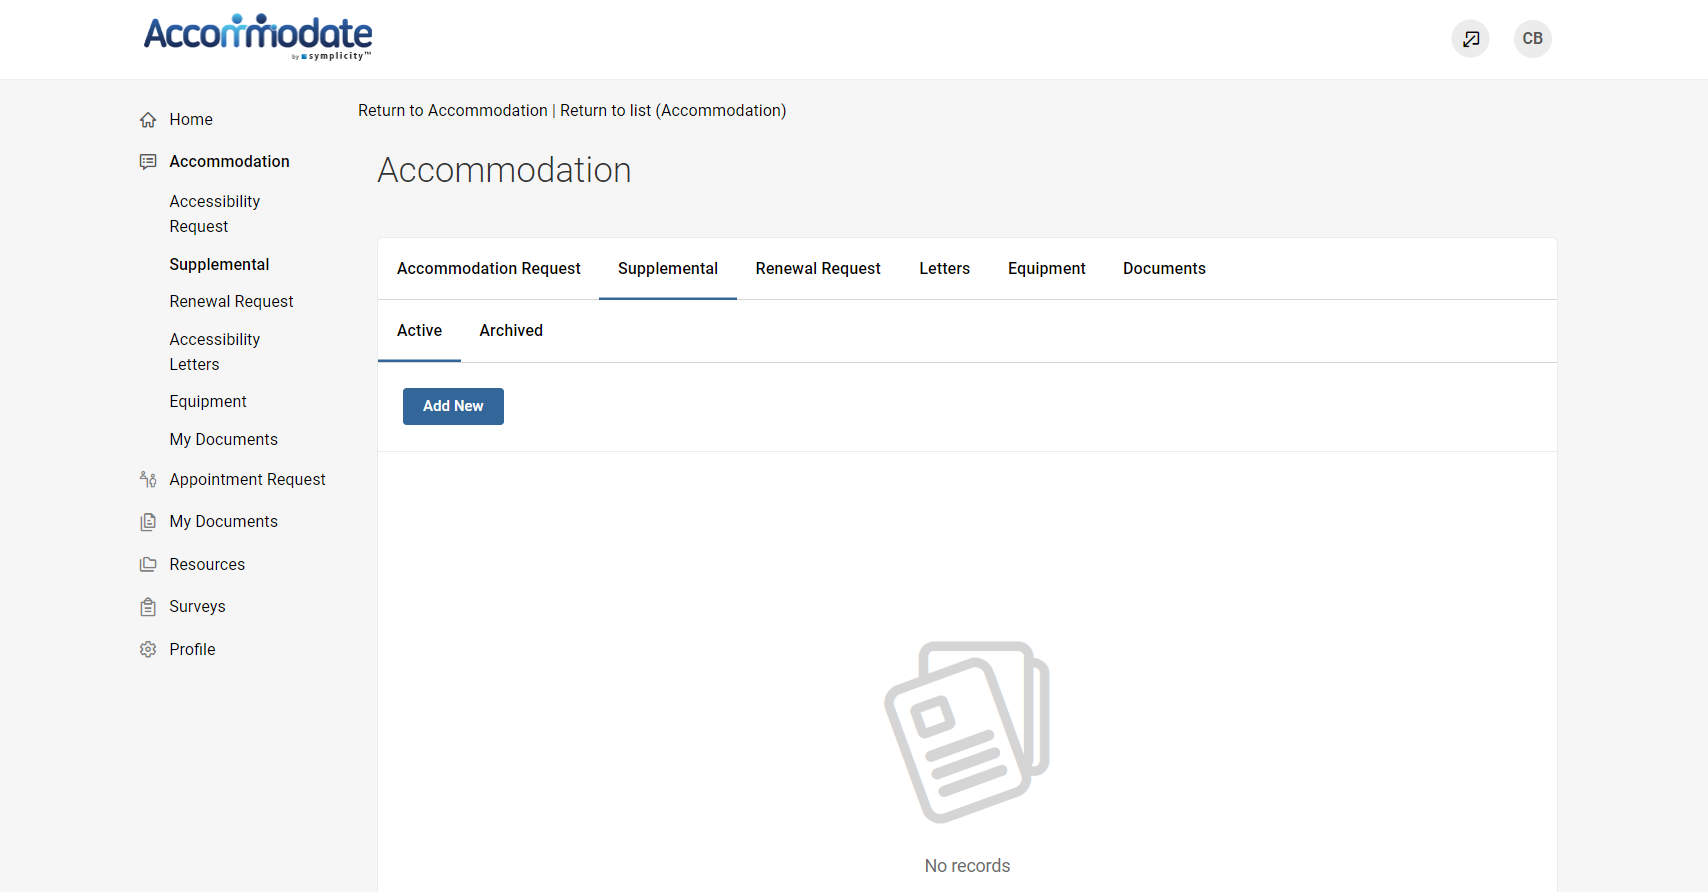 Accommodate
by symplicity™
CB
Home
Accommodation
Accessibility
Request
Supplemental
Renewal Request
Accessibility
Letters
Equipment
My Documents
Appointment Request
My Documents
Resources
Surveys
Profile
Return to Accommodation | Return to list (Accommodation)
Accommodation
Accommodation Request Supplemental Renewal Request Letters Equipment Documents
Active Archived
Add New
No records